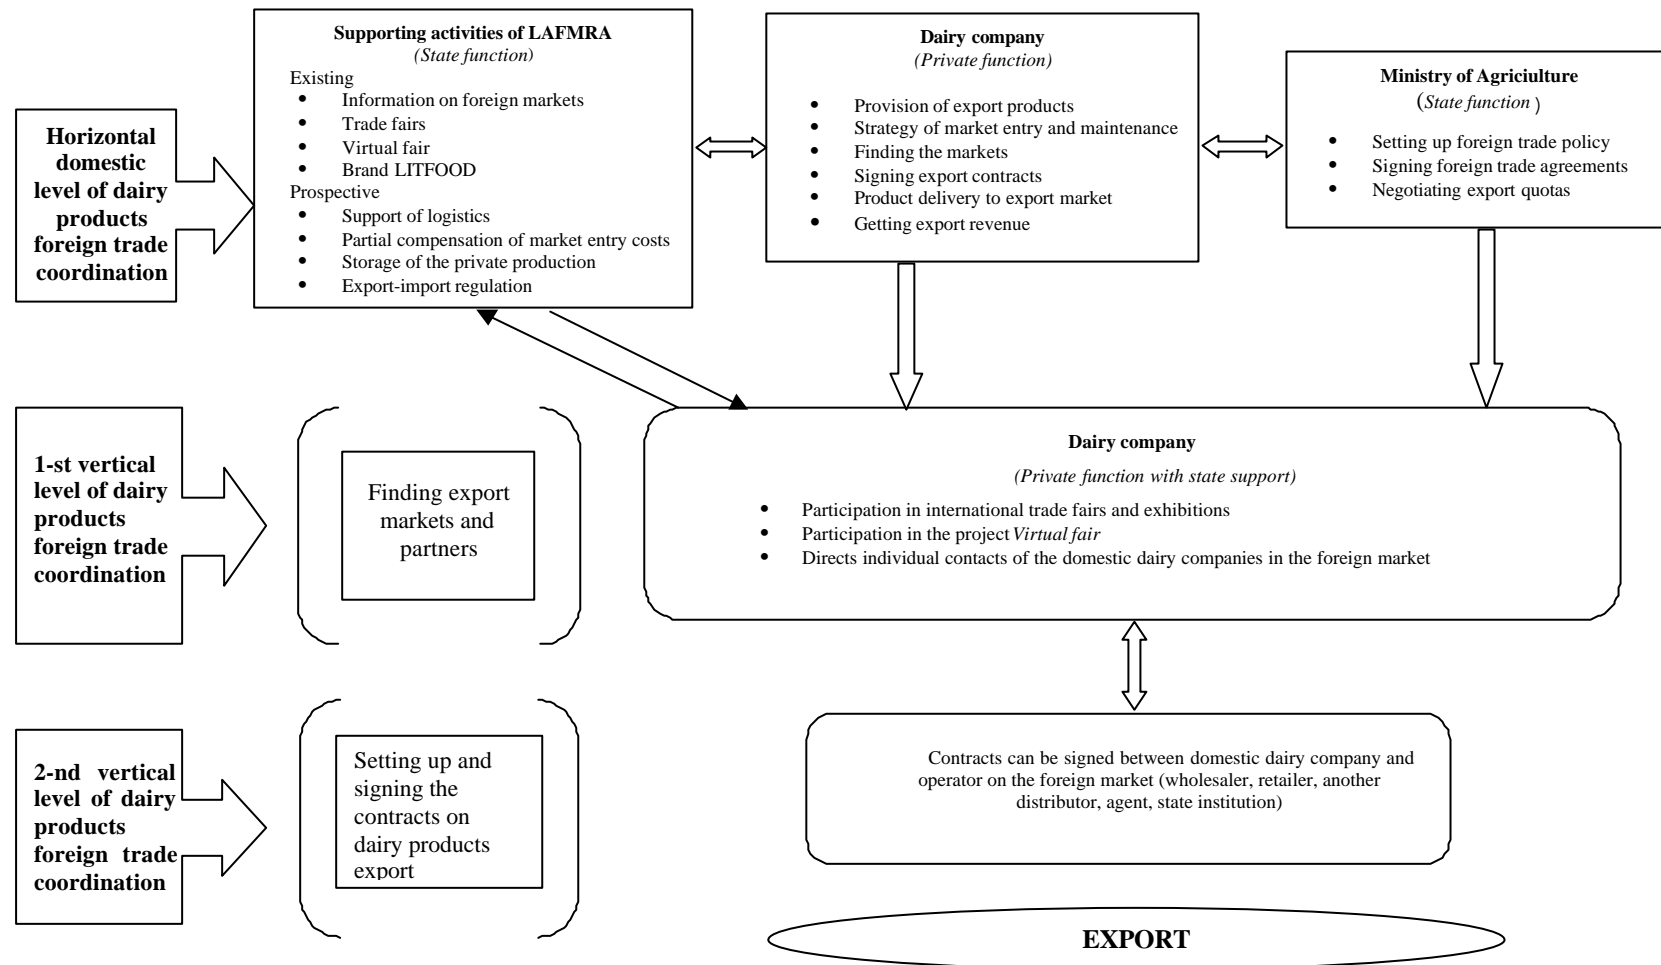 Horizontal
domestic
level of dairy
products
foreign trade
coordination
Supporting activities of LAFMRA
(State function)
Existing
• Information on foreign markets
• Trade fairs
• Virtual fair
• Brand LITFOOD
Prospective
• Support of logistics
• Partial compensation of market entry costs
• Storage of the private production
• Export-import regulation
Dairy company
(Private function)
• Provision of export products
• Strategy of market entry and maintenance
• Finding the markets
• Signing export contracts
• Product delivery to export market
• Getting export revenue
Ministry of Agriciulture
(State function )
• Setting up foreign trade policy
• Signing foreign trade agreements
• Negotiating export quotas
1-st vertical
level of dairy
products
foreign trade
coordination
Finding export
markets and
partners
Dairy company
(Private function with state support)
• Participation in international trade fairs and exhibitions
• Participation in the project Virtual fair
• Directs individual contacts of the domestic dairy companies in the foreign market
2-nd vertical
level of dairy
products
foreign trade
coordination
Setting up and
signing the
contracts on
dairy products
export
Contracts can be signed between domestic dairy company and
operator on the foreign market (wholesaler, retailer, another
distributor, agent, state institution)
EXPORT